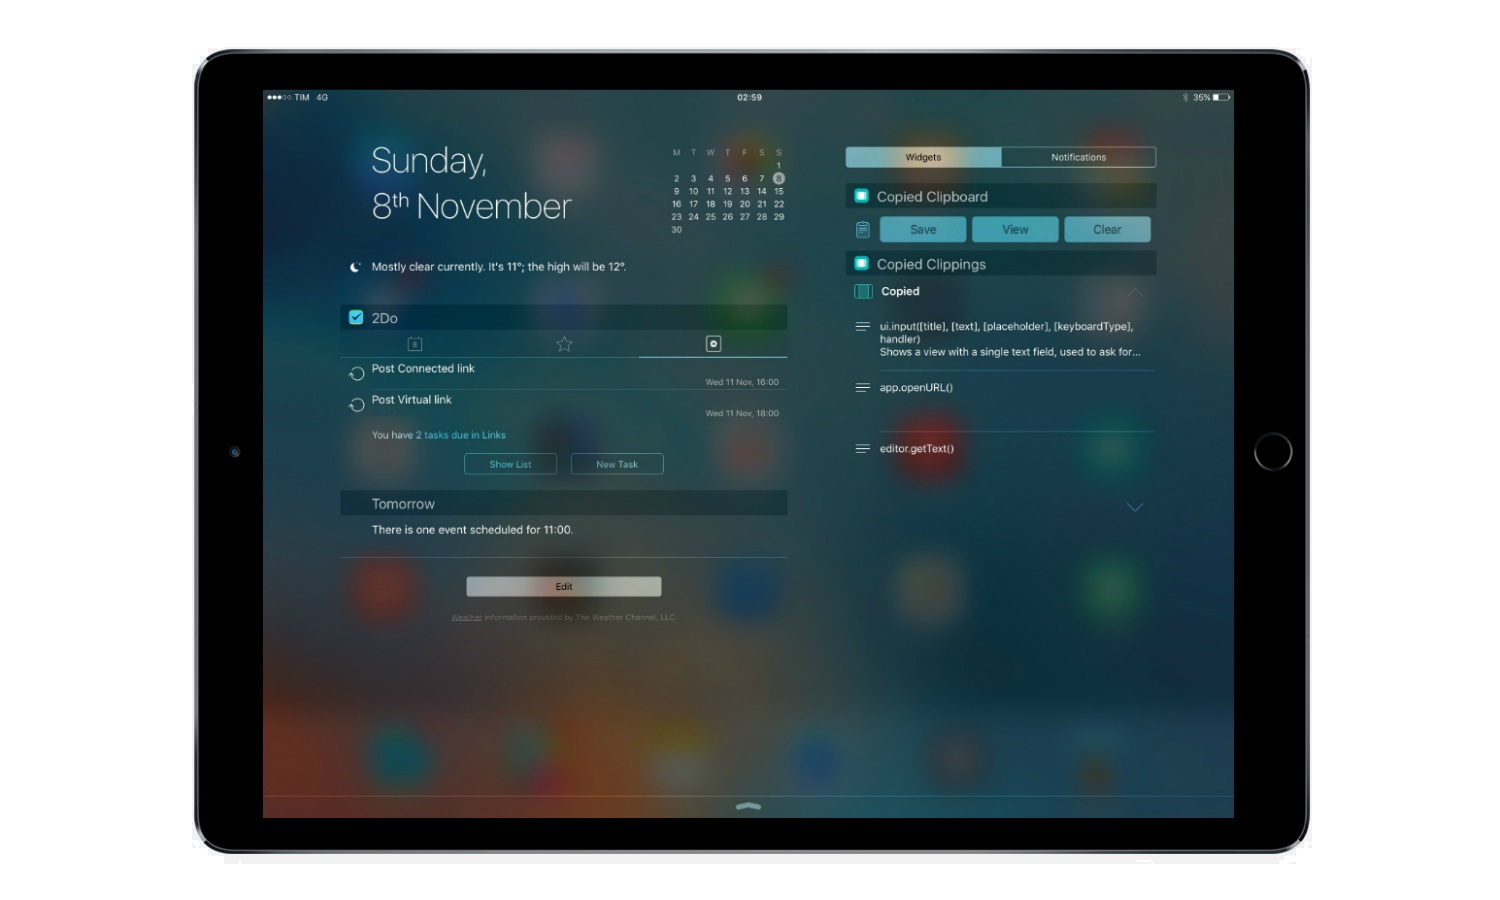 TIM 4G
02:59
35%
Sunday,
8th November
M T W T F S S
1
2 3 4 5 6 7 8
9 10 11 12 13 14 15
16 17 18 19 20 21 22
23 24 25 26 27 28 29
30
Mostly clear currently. It's 11°; the high will be 12°.
2Do
Post Connected link
Wed 11 Nov, 16:00
Post Virtual link
Wed 11 Nov, 18:00
You have 2 tasks due in Links
Show List
New Task
Tomorrow
There is one event scheduled for 11:00.
Edit
Weather information provided by The Weather Channel, LLC.
Widgets
Notifications
Copied Clipboard
Save
View
Clear
Copied Clippings
Copied
ui.input([title], [text], [placeholder], [keyboardType],
handler)
Shows a view with a single text field, used to ask for...
app.openURL()
editor.getText()